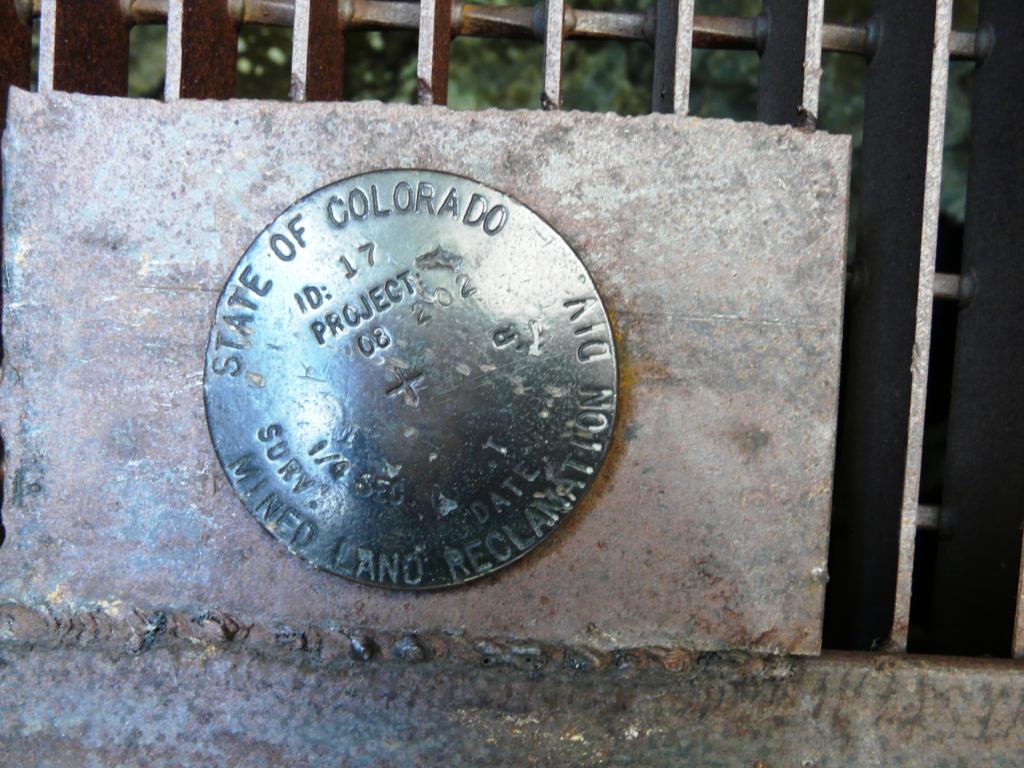 STATE OF COLORADO
ID: 17
PROJECT:
08 202
R
1/4 SEC T
SURV. DATE
MINED LAND RECLAMATION DIV.